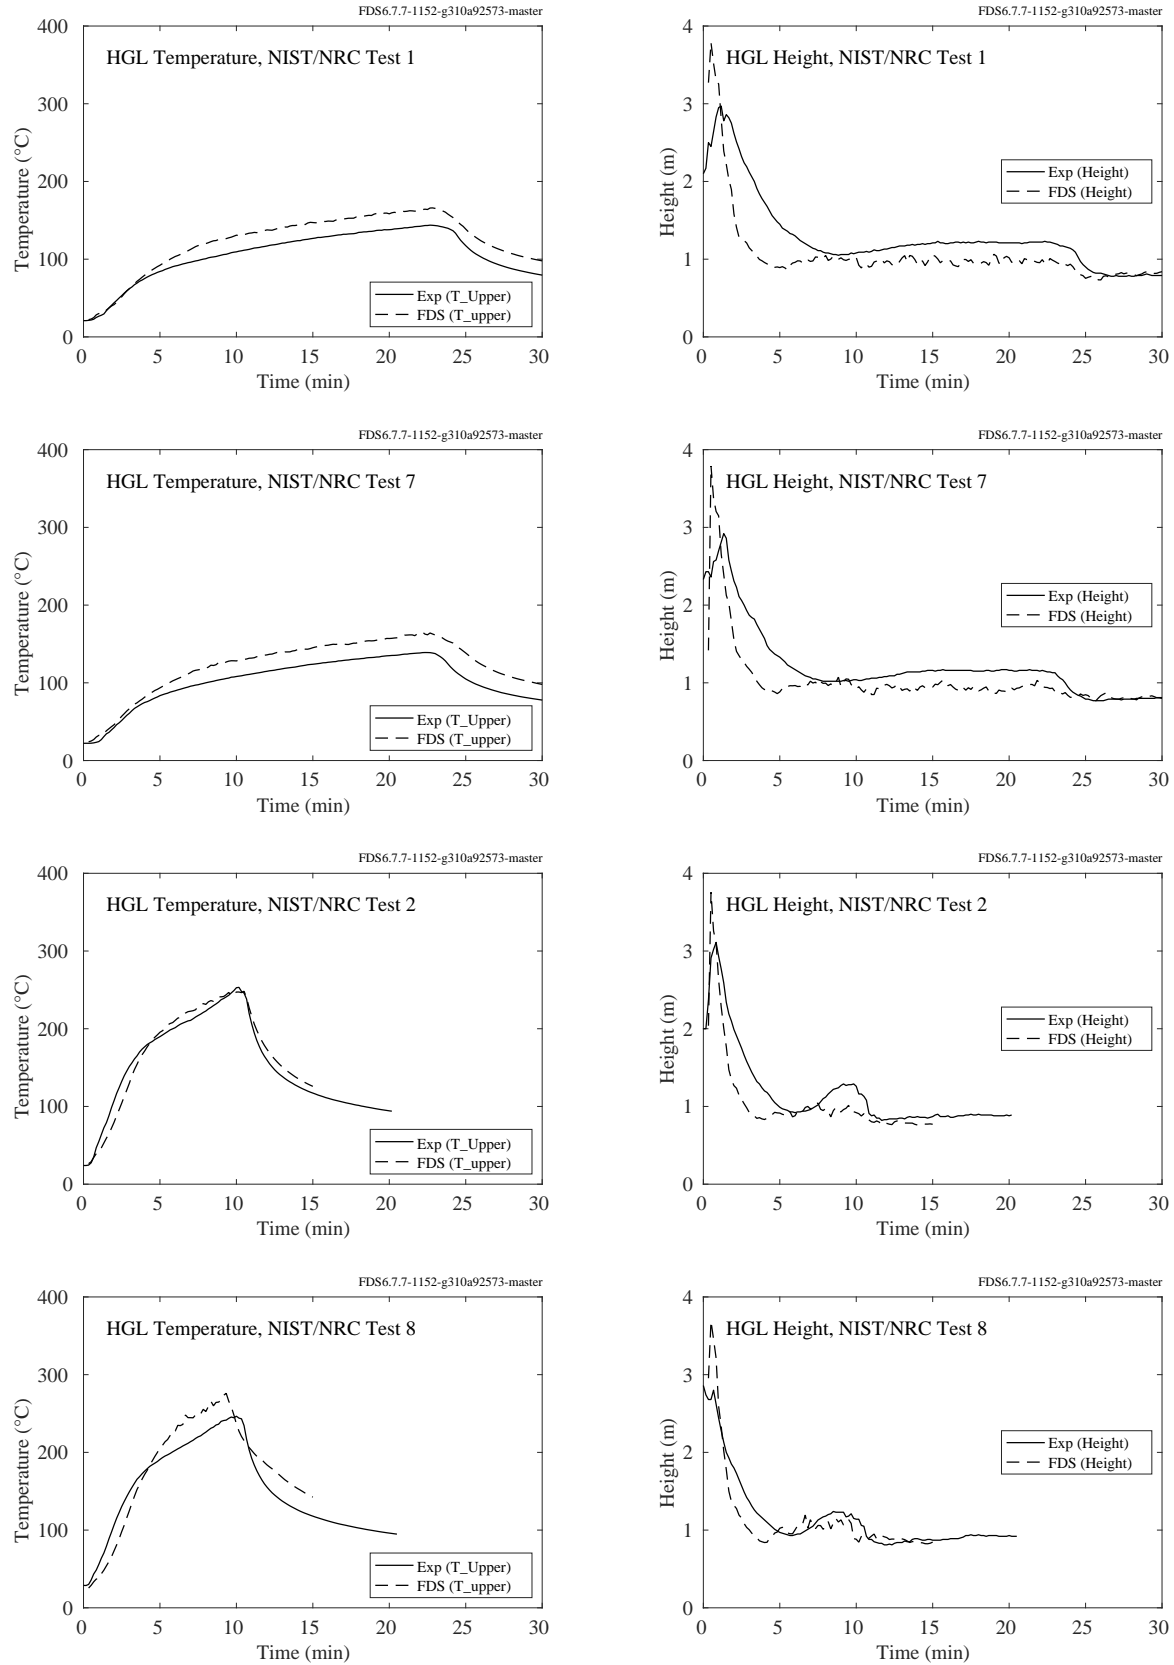 FDS6.7.7-1152-g310a92573-master
HGL Temperature, NIST/NRC Test 1
400
300
200
100
0
Temperature (°C)
Exp (T_Upper)
FDS (T_upper)
0 5 10 15 20 25 30
Time (min)
FDS6.7.7-1152-g310a92573-master
HGL Height, NIST/NRC Test 1
4
3
2
1
0
Height (m)
Exp (Height)
FDS (Height)
0 5 10 15 20 25 30
Time (min)
FDS6.7.7-1152-g310a92573-master
HGL Temperature, NIST/NRC Test 7
400
300
200
100
0
Temperature (°C)
Exp (T_Upper)
FDS (T_upper)
0 5 10 15 20 25 30
Time (min)
FDS6.7.7-1152-g310a92573-master
HGL Height, NIST/NRC Test 7
4
3
2
1
0
Height (m)
Exp (Height)
FDS (Height)
0 5 10 15 20 25 30
Time (min)
FDS6.7.7-1152-g310a92573-master
HGL Temperature, NIST/NRC Test 2
400
300
200
100
0
Temperature (°C)
Exp (T_Upper)
FDS (T_upper)
0 5 10 15 20 25 30
Time (min)
FDS6.7.7-1152-g310a92573-master
HGL Height, NIST/NRC Test 2
4
3
2
1
0
Height (m)
Exp (Height)
FDS (Height)
0 5 10 15 20 25 30
Time (min)
FDS6.7.7-1152-g310a92573-master
HGL Temperature, NIST/NRC Test 8
400
300
200
100
0
Temperature (°C)
Exp (T_Upper)
FDS (T_upper)
0 5 10 15 20 25 30
Time (min)
FDS6.7.7-1152-g310a92573-master
HGL Height, NIST/NRC Test 8
4
3
2
1
0
Height (m)
Exp (Height)
FDS (Height)
0 5 10 15 20 25 30
Time (min)